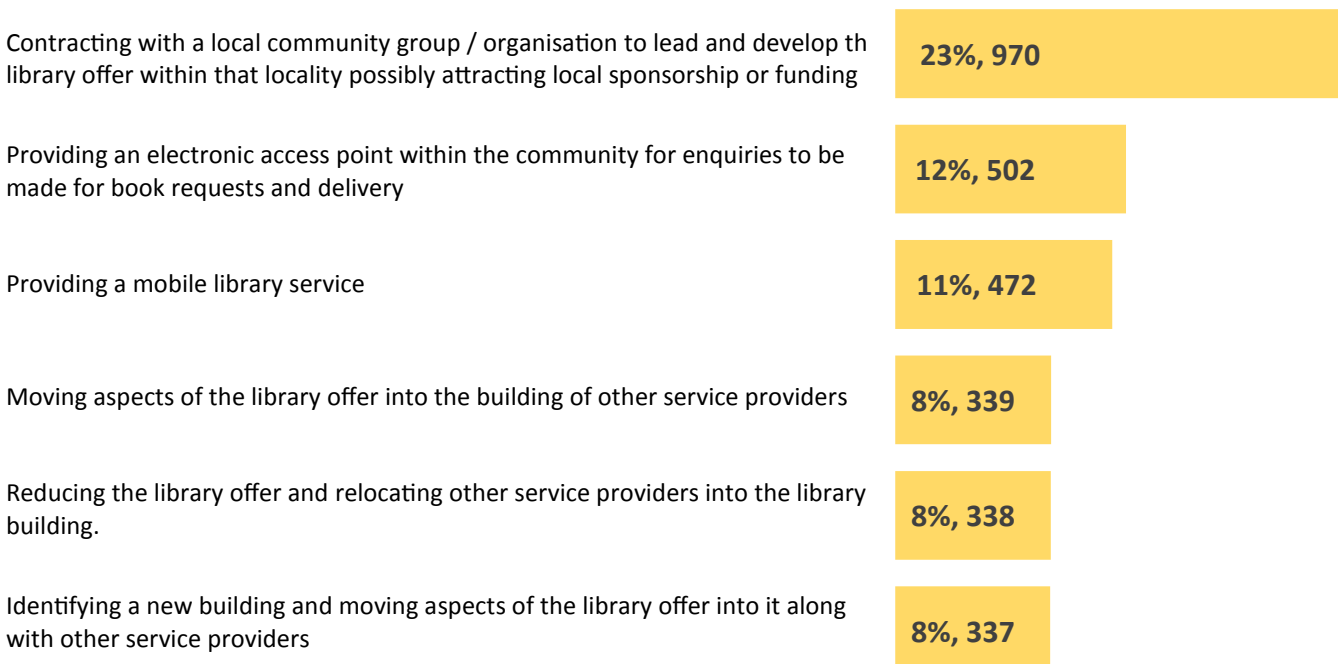 Contracting with a local community group / organisation to lead and develop th
library offer within that locality possibly attracting local sponsorship or funding
23%, 970
Providing an electronic access point within the community for enquiries to be
made for book requests and delivery
12%, 502
Providing a mobile library service
11%, 472
Moving aspects of the library offer into the building of other service providers
8%, 339
Reducing the library offer and relocating other service providers into the library
building.
8%, 338
Identifying a new building and moving aspects of the library offer into it along
with other service providers
8%, 337